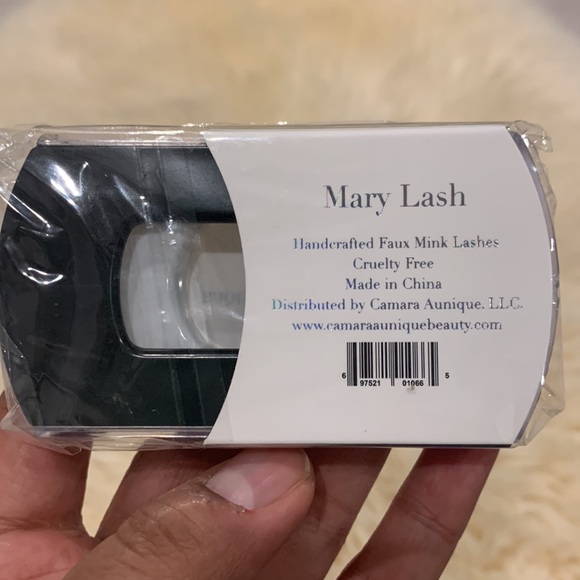 Mary Lash
Handcrafted Faux Mink Lashes
Cruelty Free
Made in China
Distributed by Camara Aunique, LLC.
www.camaraauniquebeauty.com
6 97521 01066 5